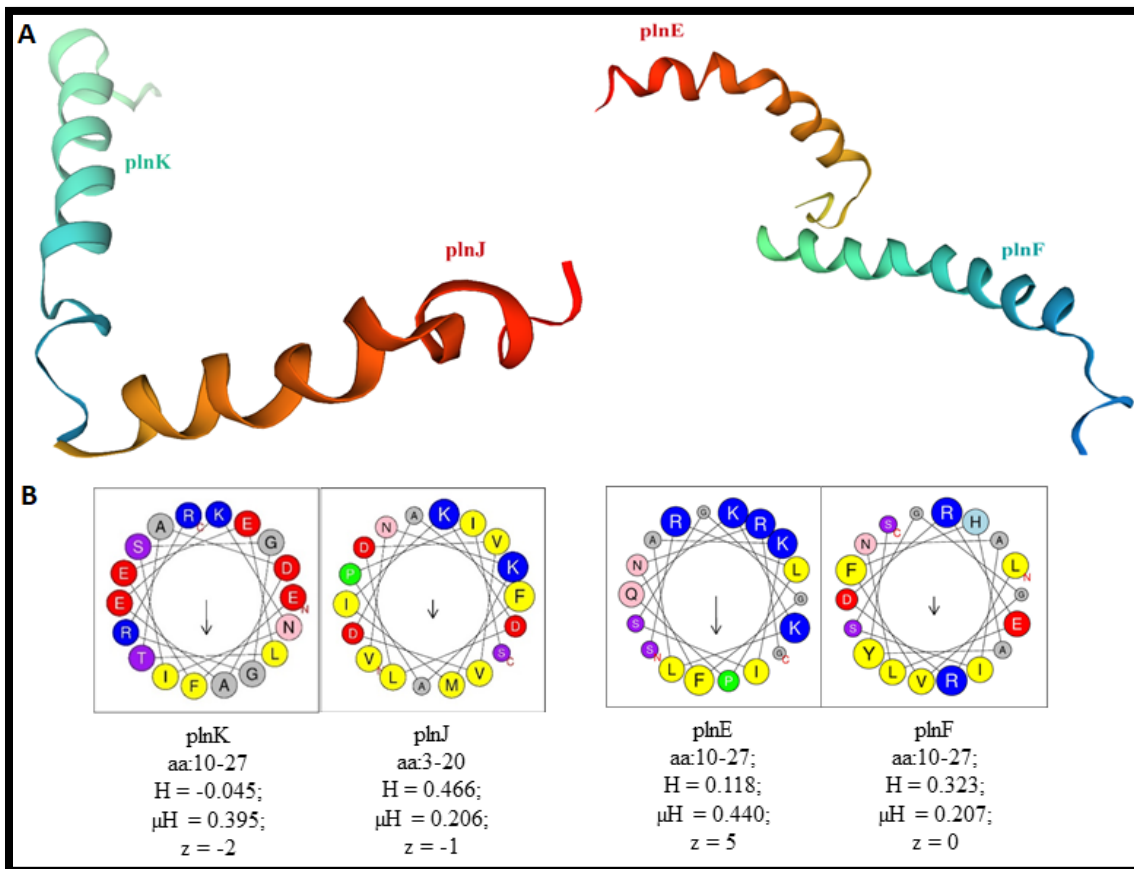 A
plnK
plnJ
plnE
plnF
B
R K E G D E N N L G A F I T R E E S A C
A K I V K F D S C V M A L V N D I P D N
G K R K L G K G C I P F L S N S Q N A R
G R H A L N G E A I R V L Y S D F N S C
plnK
aa:10-27
H = -0.045;
μH = 0.395;
z = -2
plnJ
aa:3-20
H = 0.466;
μH = 0.206;
z = -1
plnE
aa:10-27;
H = 0.118;
μH = 0.440;
z = 5
plnF
aa:10-27;
H = 0.323;
μH = 0.207;
z = 0